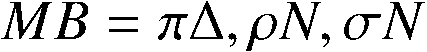 MB = πΔ, ρN, σN